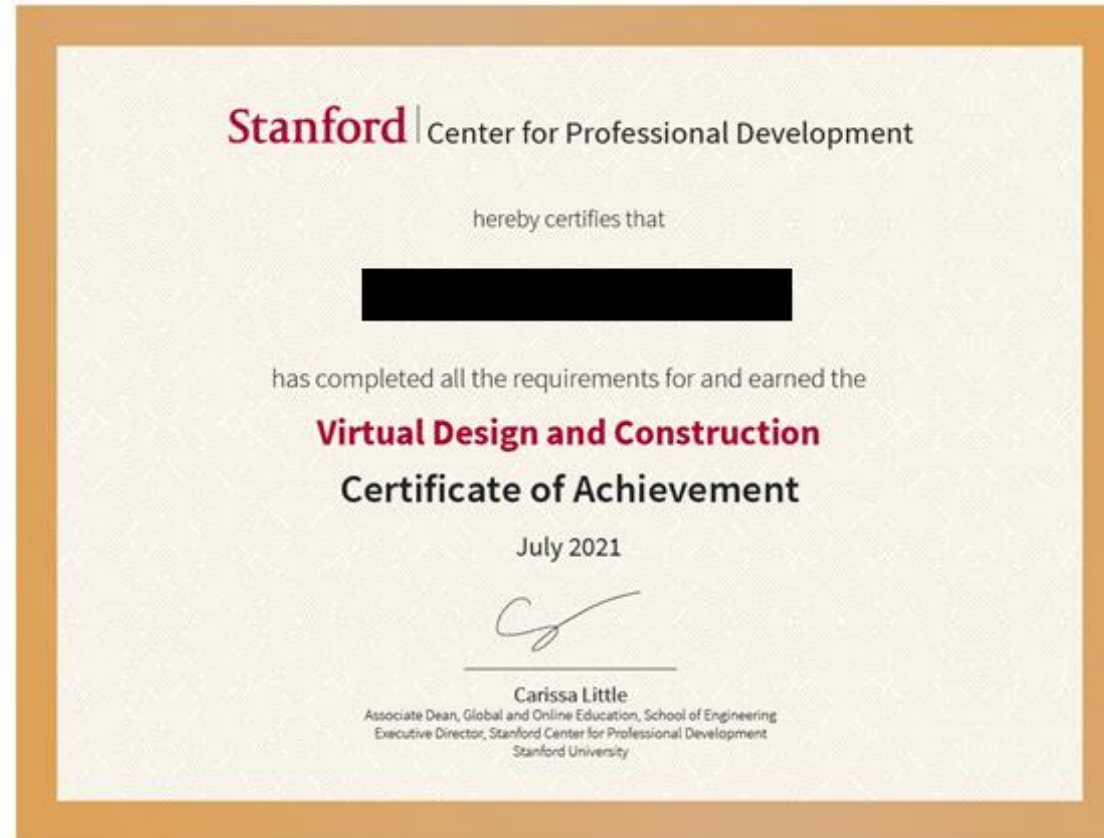 Stanford | Center for Professional Development
hereby certifies that
has completed all the requirements for and earned the
Virtual Design and Construction
Certificate of Achievement
July 2021
Carissa Little
Associate Dean, Global and Online Education, School of Engineering
Executive Director, Stanford Center for Professional Development
Stanford University